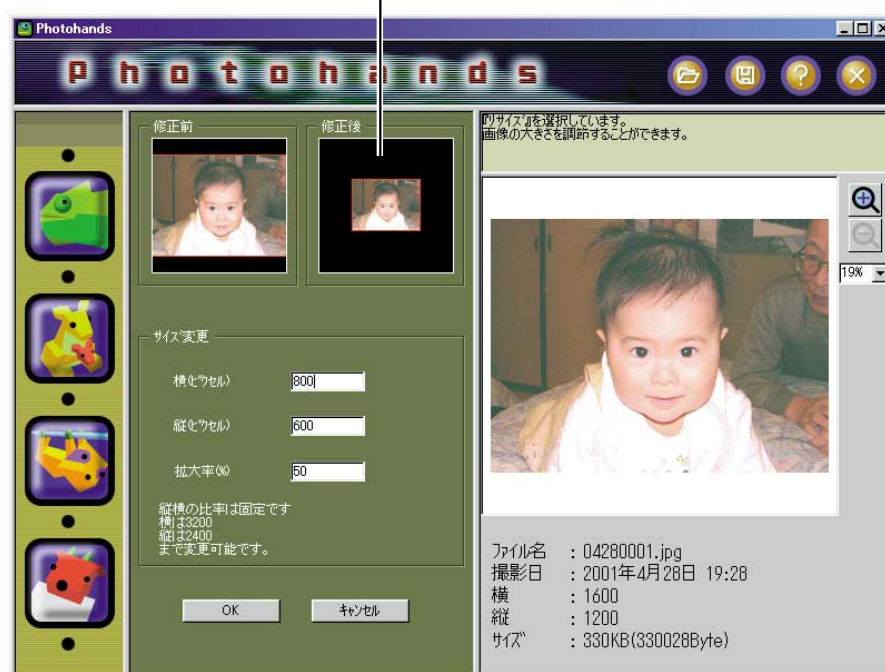 Photohands
Photohands
修正前
修正後
『リサイズ』を選択しています。
画像の大きさを調節することができます。
19%
サイズ変更
横(ピクセル)
800
縦(ピクセル)
600
拡大率(%)
50
縦横の比率は固定です
横は3200
縦は2400
まで変更可能です。
OK
キャンセル
ファイル名 : 04280001.jpg
撮影日 : 2001年4月28日 19:28
横 : 1600
縦 : 1200
サイズ : 330KB(330028Byte)